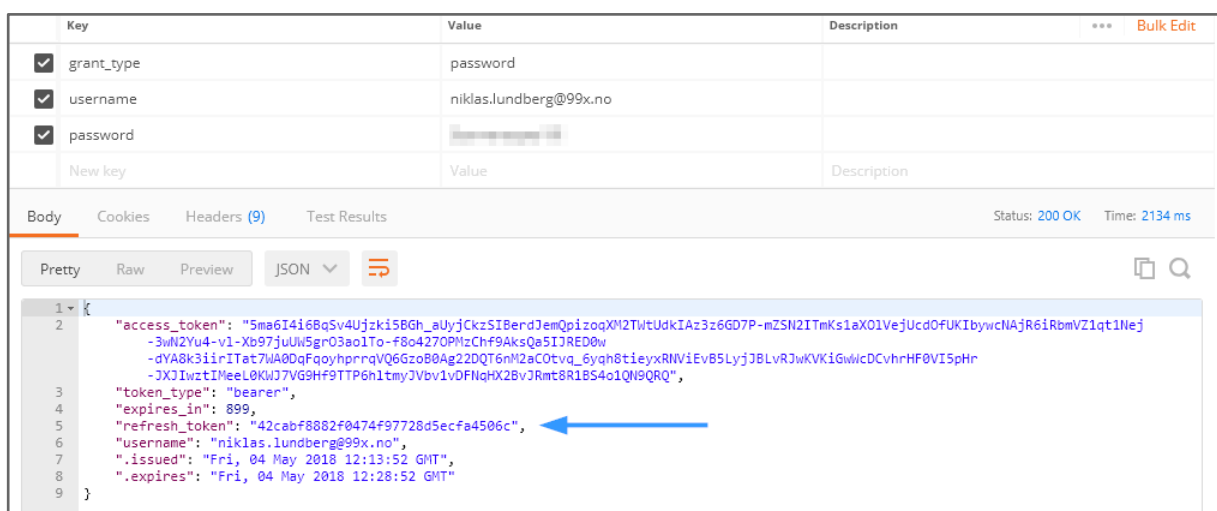 Key Value Description ••• Bulk Edit
grant_type password
username niklas.lundberg@99x.no
password
New key Value Description
Body Cookies Headers (9) Test Results Status: 200 OK Time: 2134 ms
Pretty Raw Preview JSON
1 {
2 "access_token": "5ma6I4i6BqSv4Ujzki5BGh_aUyjCkzSIBerdJemQpizoqXM2TWtUdkIAz3z6GD7P-mZSN2ITmKs1aXOlVejUcdOfUKIbywcNAjR6iRbmVZ1qt1Nej
-3wN2Yu4-vl-Xb97juUW5grO3aolTo-f8o427OPMzChf9AksQa5IJRED0w
-dYA8k3iirITat7WA0DqFqoyhprrqVQ6GzoB0Ag22DQT6nM2aCOtvq_6yqh8tieyxRNViEvB5LyjJBLvRJwKVKiGwWcDCvhrHF0VI5pHr
-JXJIwztIMeeL0KWJ7VG9Hf9TTP6hltmyJVbv1vDFNqHX2BvJRmt8R1BS4o1QN9QRQ",
3 "token_type": "bearer",
4 "expires_in": 899,
5 "refresh_token": "42cabf8882f0474f97728d5ecfa4506c",
6 "username": "niklas.lundberg@99x.no",
7 ".issued": "Fri, 04 May 2018 12:13:52 GMT",
8 ".expires": "Fri, 04 May 2018 12:28:52 GMT"
9 }